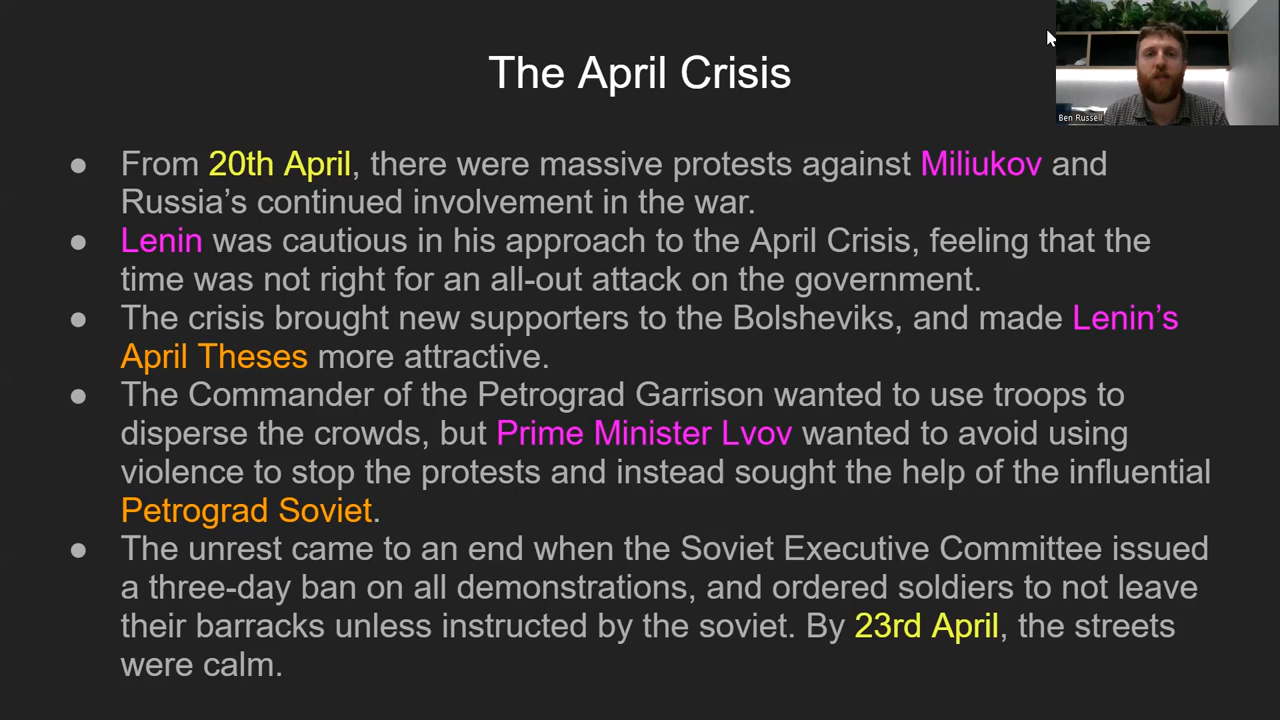 The April Crisis
Ben Russell
● From 20th April, there were massive protests against Miliukov and
Russia’s continued involvement in the war.
● Lenin was cautious in his approach to the April Crisis, feeling that the
time was not right for an all-out attack on the government.
● The crisis brought new supporters to the Bolsheviks, and made Lenin’s
April Theses more attractive.
● The Commander of the Petrograd Garrison wanted to use troops to
disperse the crowds, but Prime Minister Lvov wanted to avoid using
violence to stop the protests and instead sought the help of the influential
Petrograd Soviet.
● The unrest came to an end when the Soviet Executive Committee issued
a three-day ban on all demonstrations, and ordered soldiers to not leave
their barracks unless instructed by the soviet. By 23rd April, the streets
were calm.